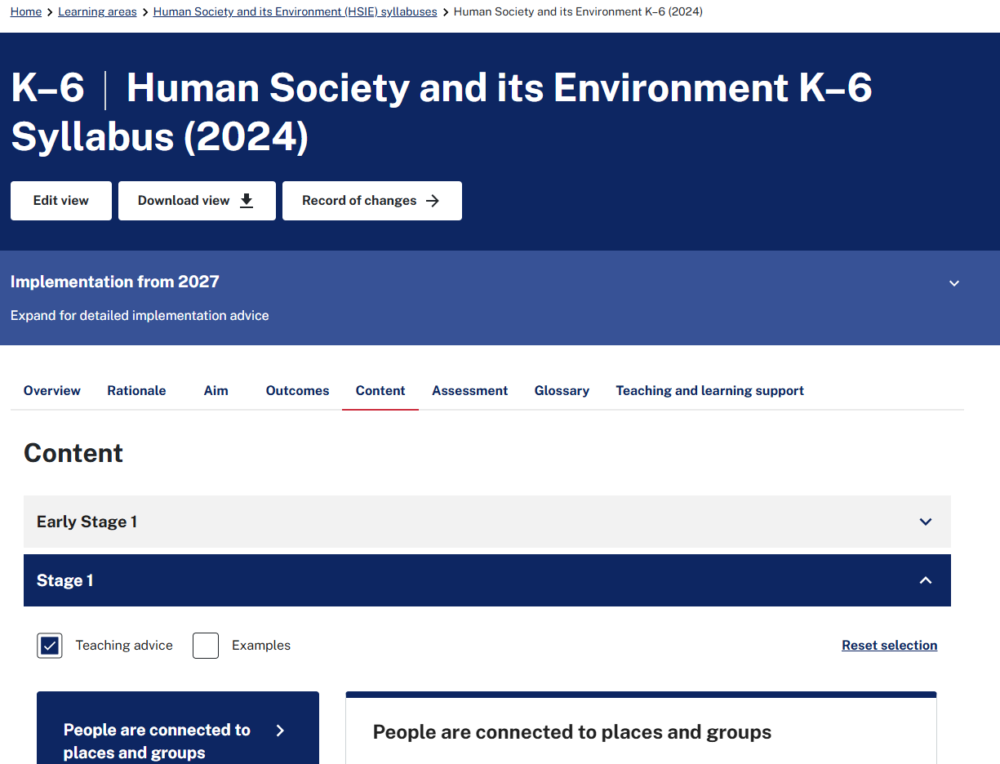 Home > Learning areas > Human Society and its Environment (HSIE) syllabuses > Human Society and its Environment K–6 (2024)
K–6 | Human Society and its Environment K–6
Syllabus (2024)
Edit view Download view Record of changes →
Implementation from 2027
Expand for detailed implementation advice
Overview Rationale Aim Outcomes Content Assessment Glossary Teaching and learning support
Content
Early Stage 1
Stage 1
Teaching advice Examples Reset selection
People are connected to
places and groups
People are connected to places and groups